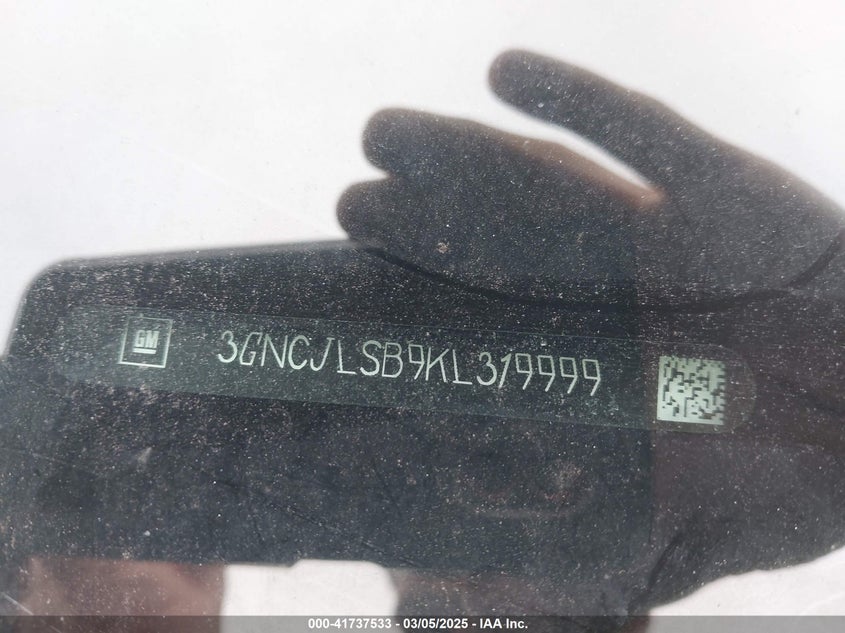 GM 3GNCJLSB9KL319999
000-41737533 - 03/05/2025 - IAA Inc.